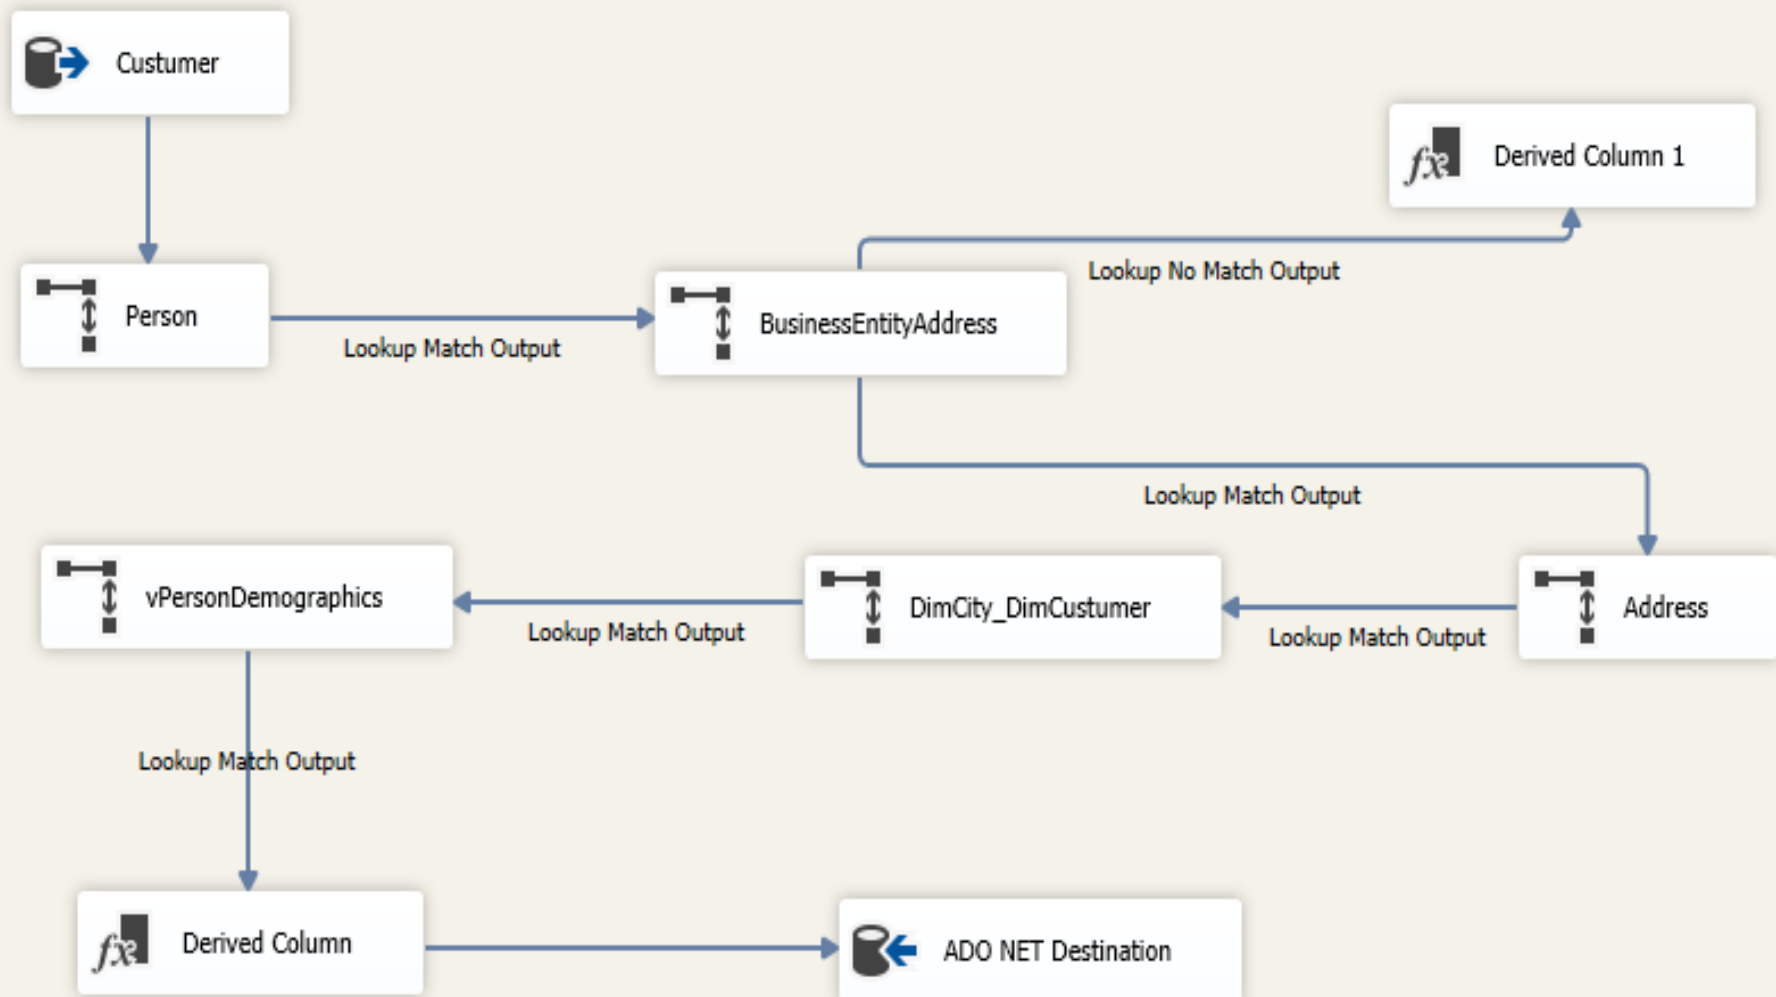 Custumer
Derived Column 1
Lookup No Match Output
Person
BusinessEntityAddress
Lookup Match Output
Lookup Match Output
vPersonDemographics
DimCity_DimCustumer
Address
Lookup Match Output
Lookup Match Output
Lookup Match Output
Derived Column
ADO NET Destination